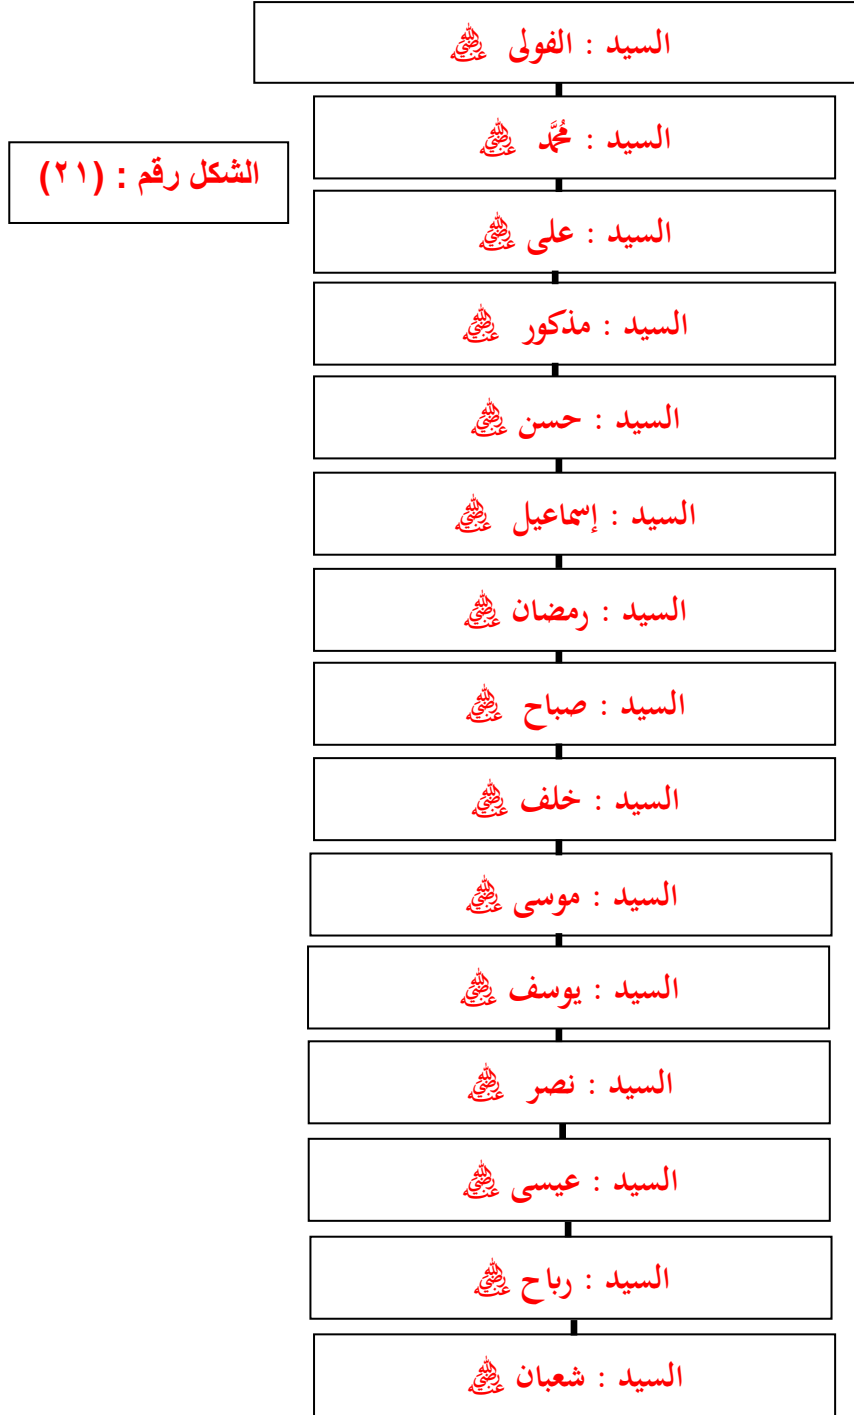 السيد : الفولى ﵁
السيد : مُحَمَّد ﵁
الشكل رقم : (٢١)
السيد : على ﵁
السيد : مذكور ﵁
السيد : حسن ﵁
السيد : إسماعيل ﵁
السيد : رمضان ﵁
السيد : صباح ﵁
السيد : خلف ﵁
السيد : موسى ﵁
السيد : يوسف ﵁
السيد : نصر ﵁
السيد : عيسى ﵁
السيد : رباح ﵁
السيد : شعبان ﵁